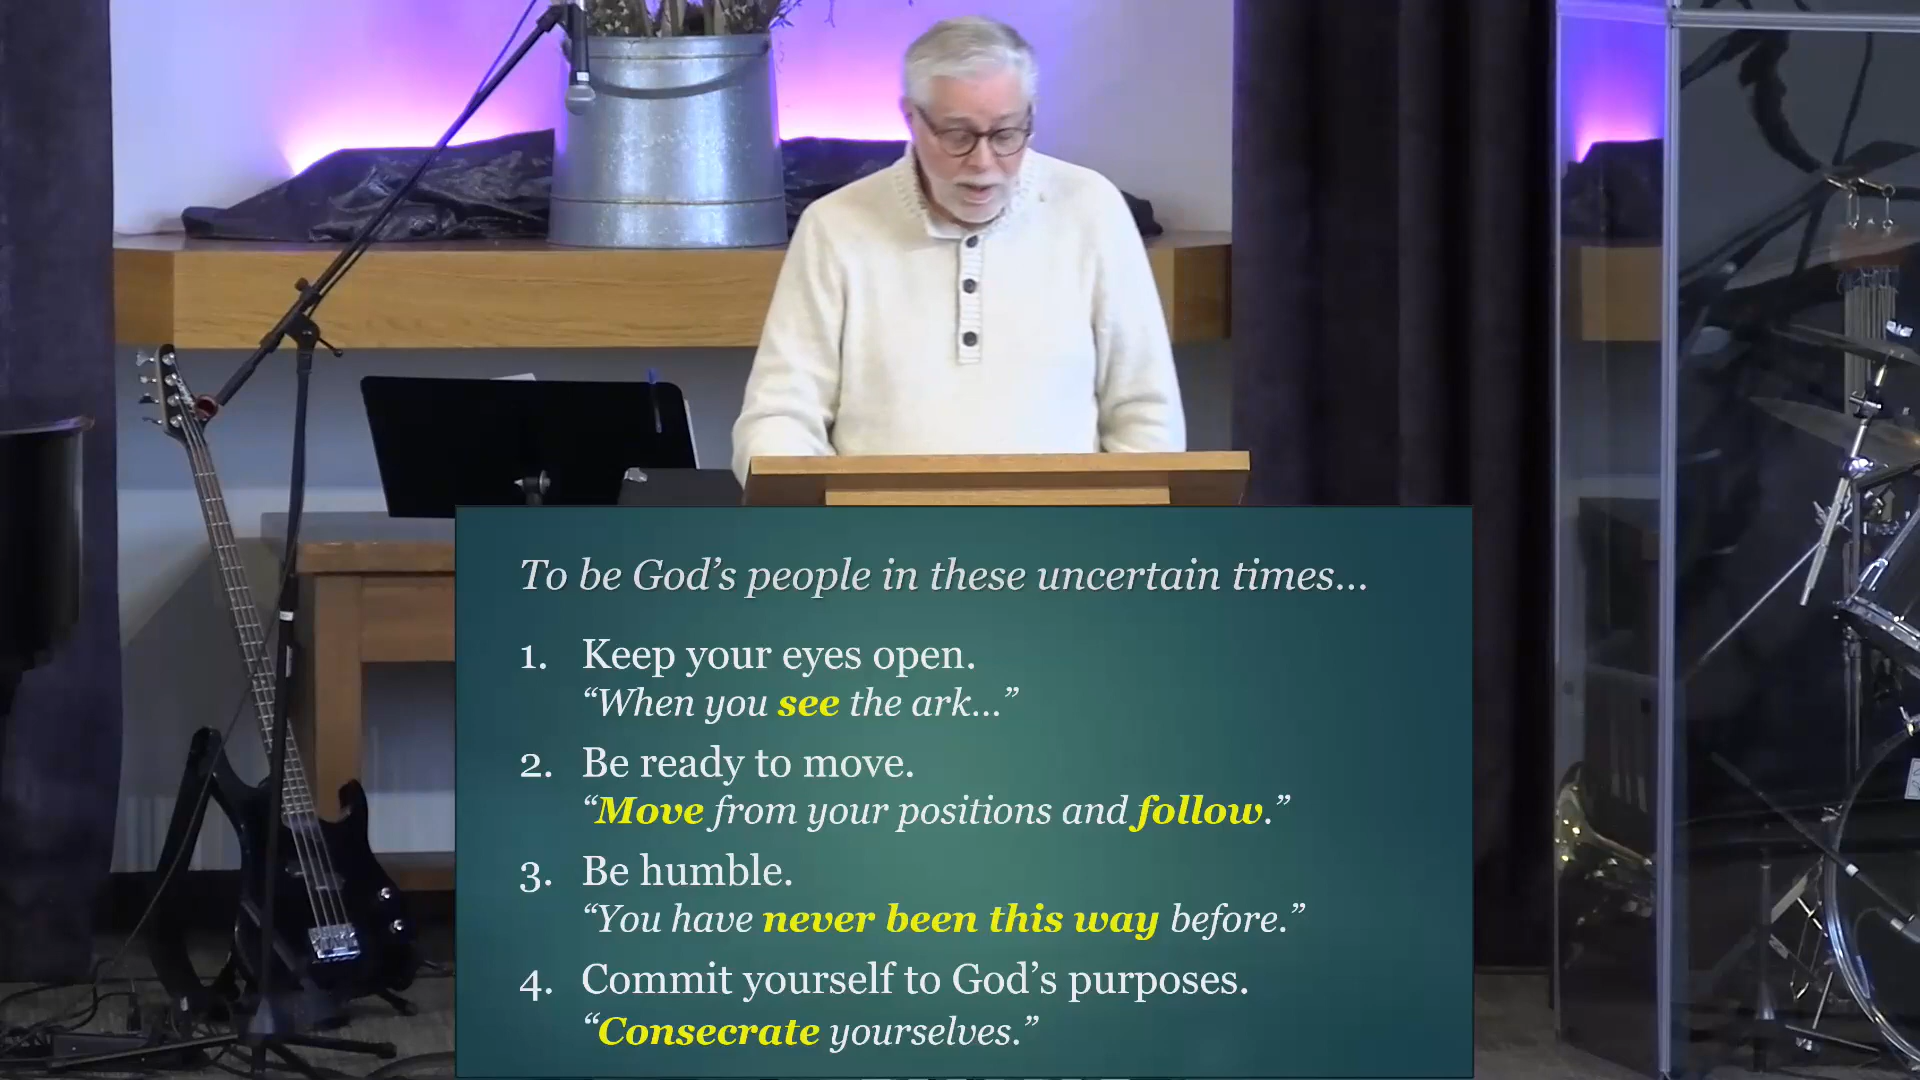 To be God’s people in these uncertain times…
1. Keep your eyes open.
“When you see the ark…”
2. Be ready to move.
“Move from your positions and follow.”
3. Be humble.
“You have never been this way before.”
4. Commit yourself to God’s purposes.
“Consecrate yourselves.”